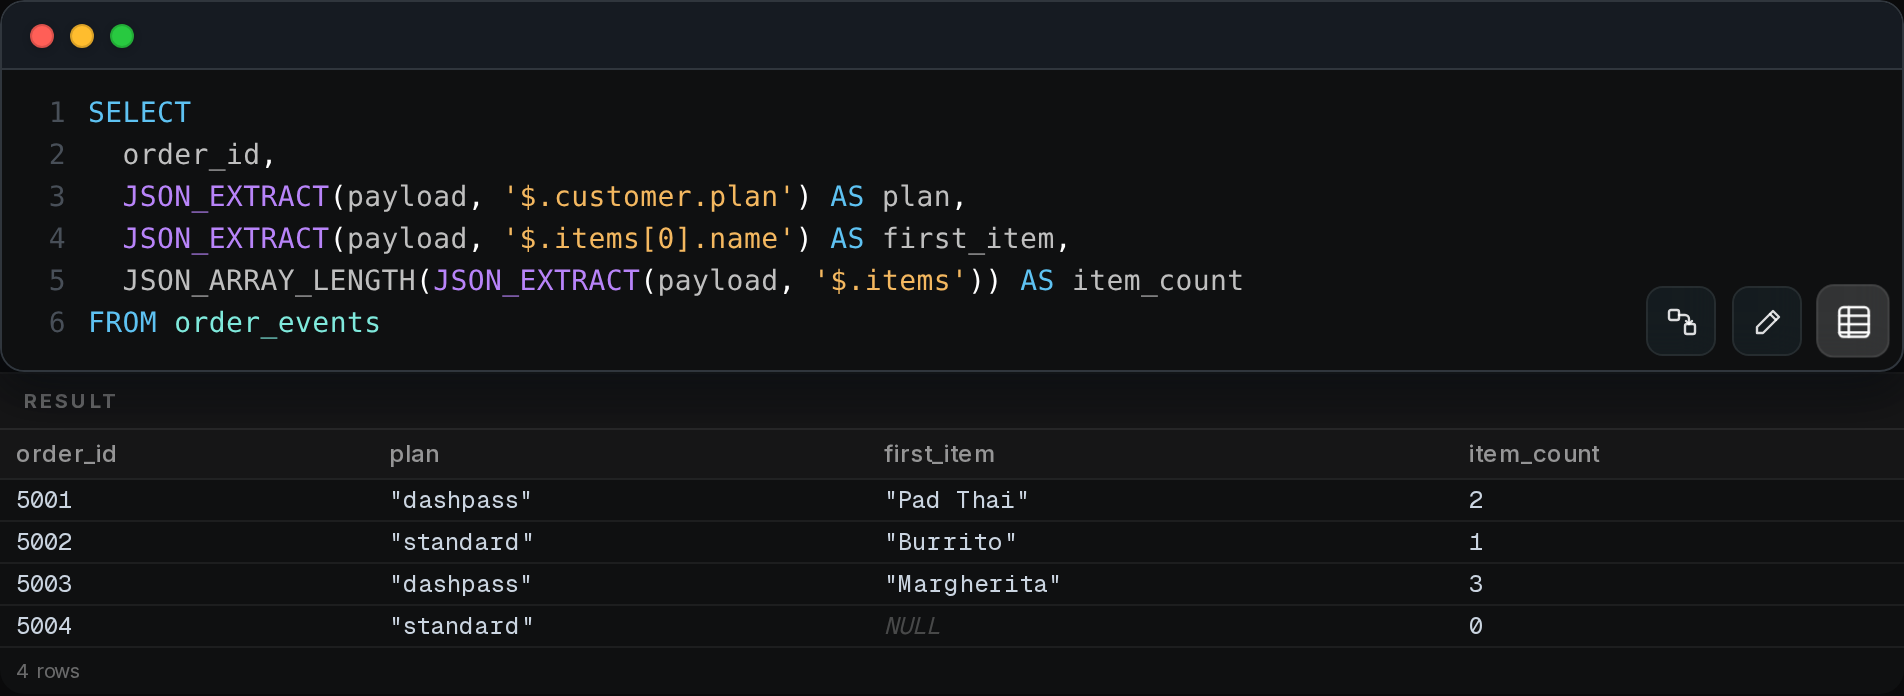 1 SELECT
2   order_id,
3   JSON_EXTRACT(payload, '$.customer.plan') AS plan,
4   JSON_EXTRACT(payload, '$.items[0].name') AS first_item,
5   JSON_ARRAY_LENGTH(JSON_EXTRACT(payload, '$.items')) AS item_count
6 FROM order_events
RESULT
order_id plan first_item item_count
5001 "dashpass" "Pad Thai" 2
5002 "standard" "Burrito" 1
5003 "dashpass" "Margherita" 3
5004 "standard" NULL 0
4 rows